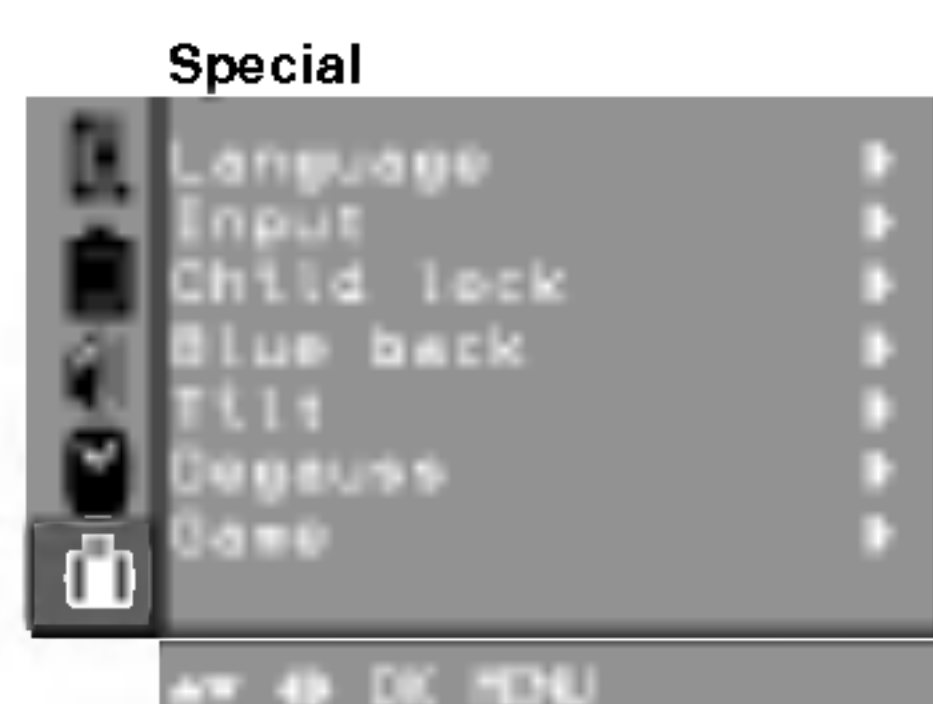 Special
Language
Input
Child lock
Blue back
Tilt
Degauss
Game
OK MENU